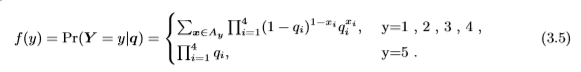 f(y) = Pr(Y = y|q) = { ∑_{x∈A_y} ∏_{i=1}^{4} (1 − q_i)^{1−x_i} q_i^{x_i}, y=1 , 2 , 3 , 4 ,
∏_{i=1}^{4} q_i, y=5 . (3.5)